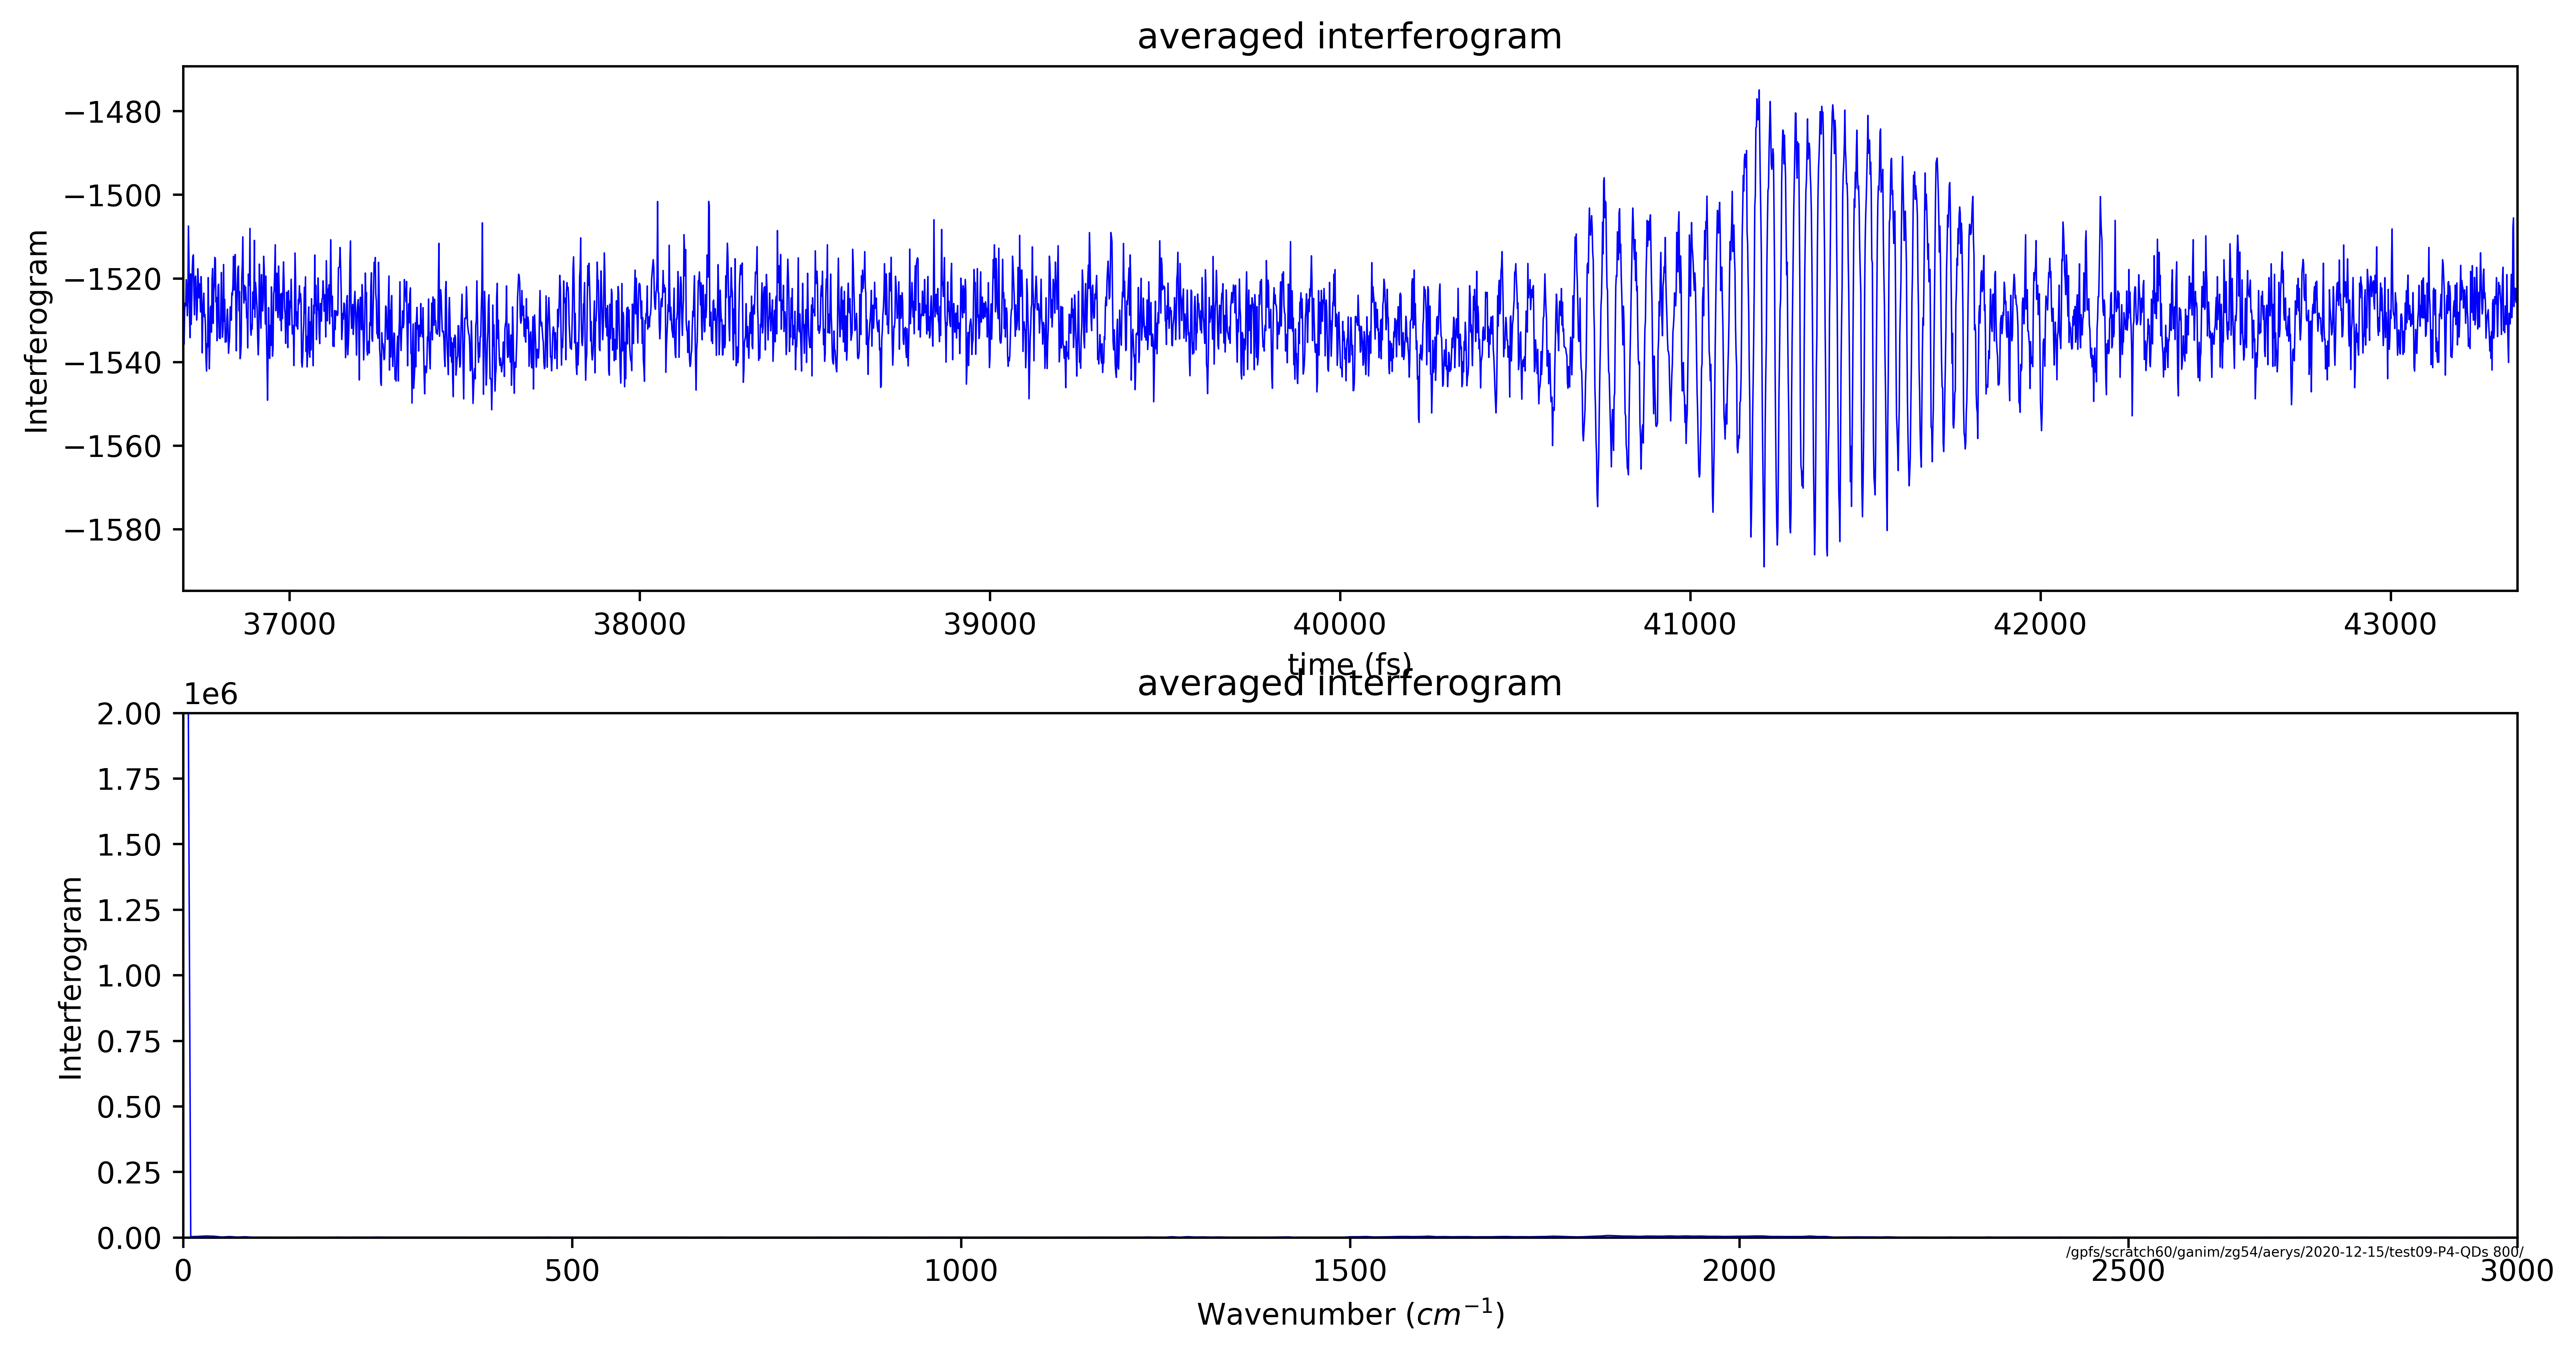 averaged interferogram
−1480
−1500
−1520
−1540
−1560
−1580
Interferogram
37000 38000 39000 40000 41000 42000 43000
time (fs)
averaged interferogram
1e6
2.00
1.75
1.50
1.25
1.00
0.75
0.50
0.25
0.00
Interferogram
/gpfs/scratch60/ganim/zg54/aerys/2020-12-15/test09-P4-QDs 800/
0 500 1000 1500 2000 2500 3000
Wavenumber (cm⁻¹)